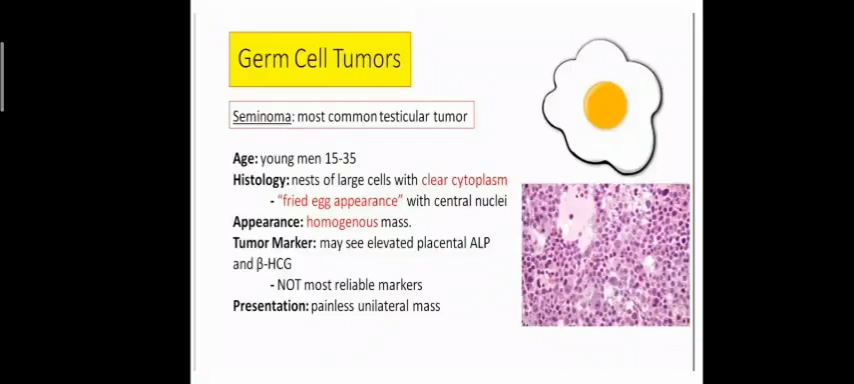 Germ Cell Tumors
Seminoma: most common testicular tumor
Age: young men 15-35
Histology: nests of large cells with clear cytoplasm
- “fried egg appearance” with central nuclei
Appearance: homogenous mass.
Tumor Marker: may see elevated placental ALP
and β-HCG
- NOT most reliable markers
Presentation: painless unilateral mass